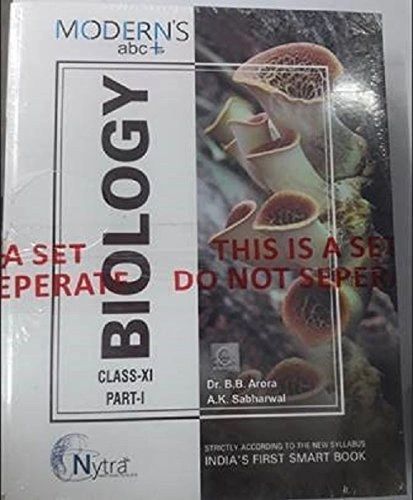 MODERN'S
abc+
BIOLOGY
A SET
EPERATE
THIS IS A SET
DO NOT SEPER
CLASS-XI
PART-I
Dr. B.B. Arora
A.K. Sabharwal
Nytra
STRICTLY ACCORDING TO THE NEW SYLLABUS
INDIA'S FIRST SMART BOOK